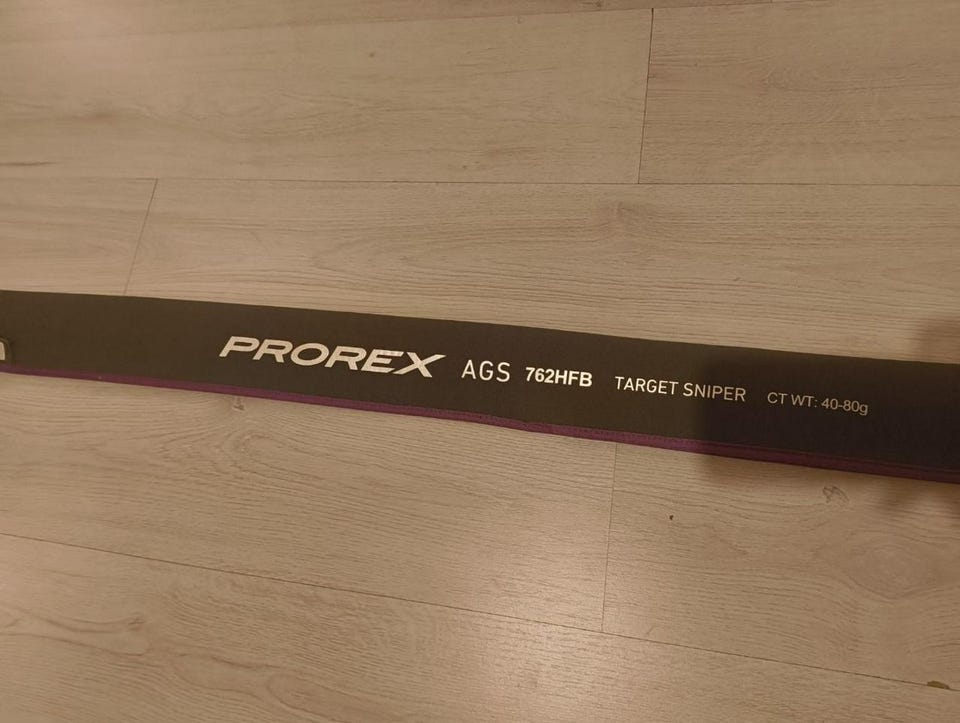 PROREX AGS 762HFB TARGET SNIPER CT WT: 40-80g